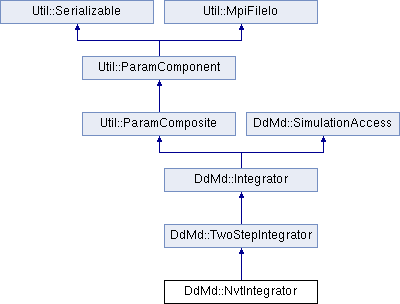 Util::Serializable
Util::MpiFileIo
Util::ParamComponent
Util::ParamComposite
DdMd::SimulationAccess
DdMd::Integrator
DdMd::TwoStepIntegrator
DdMd::NvtIntegrator